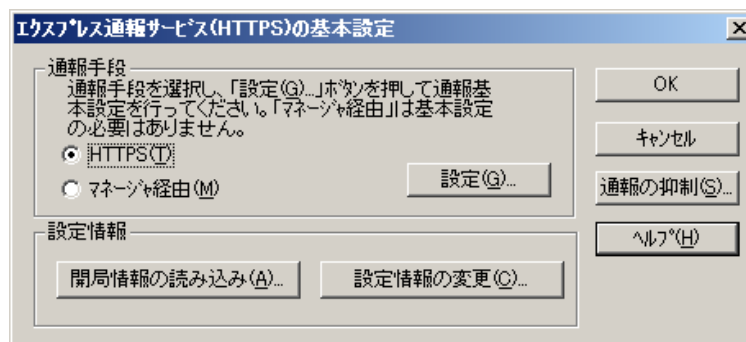 ｴｸｽﾌﾟﾚｽ通報ｻｰﾋﾞｽ(HTTPS)の基本設定
通報手段
通報手段を選択し、「設定(G)...」ﾎﾞﾀﾝを押して通報基
本設定を行ってください。「ﾏﾈｰｼﾞｬ経由」は基本設定
の必要はありません。
HTTPS(T)
ﾏﾈｰｼﾞｬ経由(M)
設定(G)...
設定情報
開局情報の読み込み(A)...
設定情報の変更(C)...
OK
ｷｬﾝｾﾙ
通報の抑制(S)...
ﾍﾙﾌﾟ(H)